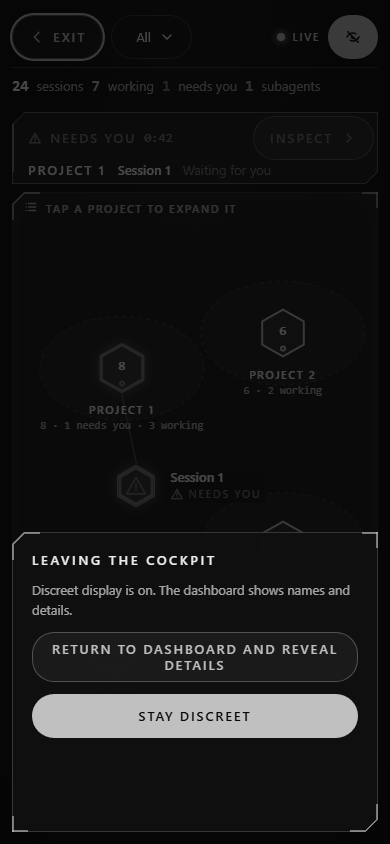 EXIT
All
LIVE
24 sessions 7 working 1 needs you 1 subagents
NEEDS YOU 0:42
INSPECT
PROJECT 1 Session 1 Waiting for you
TAP A PROJECT TO EXPAND IT
6
PROJECT 2
6 · 2 working
8
PROJECT 1
8 · 1 needs you · 3 working
Session 1
NEEDS YOU
LEAVING THE COCKPIT
Discreet display is on. The dashboard shows names and
details.
RETURN TO DASHBOARD AND REVEAL
DETAILS
STAY DISCREET